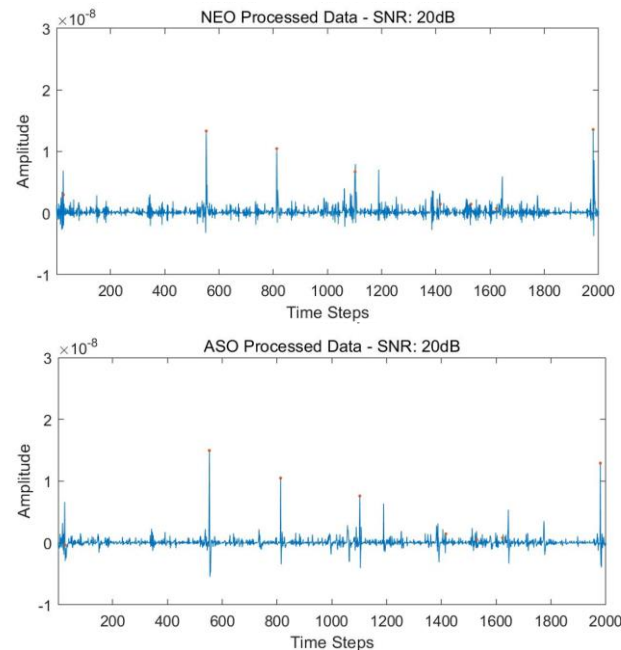 NEO Processed Data - SNR: 20dB
×10⁻⁸
3
2
1
0
-1
Amplitude
200 400 600 800 1000 1200 1400 1600 1800 2000
Time Steps
ASO Processed Data - SNR: 20dB
×10⁻⁸
3
2
1
0
-1
Amplitude
200 400 600 800 1000 1200 1400 1600 1800 2000
Time Steps